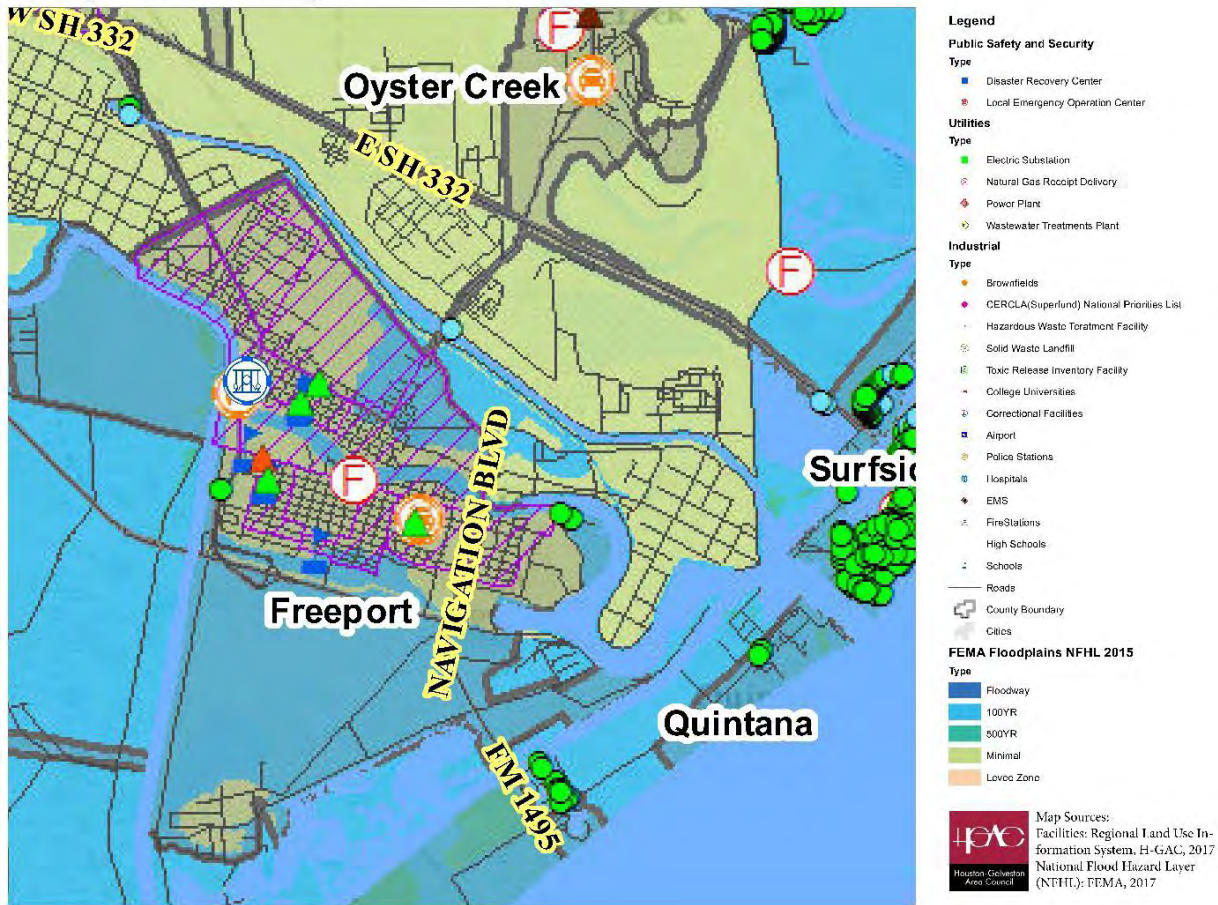 W SH 332
F
Oyster Creek
E SH 332
F
Surfsid
F
NAVIGATION BLVD
Freeport
Quintana
FM 1495
Legend
Public Safety and Security
Type
Disaster Recovery Center
Local Emergency Operation Center
Utilities
Type
Electric Substation
Natural Gas Receipt Delivery
Power Plant
Wastewater Treatments Plant
Industrial
Type
Brownfields
CERCLA(Superfund) National Priorities List
Hazardous Waste Teratment Facility
Solid Waste Landfill
Toxic Release Inventory Facility
College Universities
Correctional Facilities
Airport
Police Stations
Hospitals
EMS
FireStations
High Schools
Schools
Roads
County Boundary
Cities
FEMA Floodplains NFHL 2015
Type
Floodway
100YR
500YR
Minimal
Levee Zone
Houston-Galveston
Area Council
Map Sources:
Facilities: Regional Land Use In-
formation System, H-GAC, 2017
National Flood Hazard Layer
(NFHL): FEMA, 2017